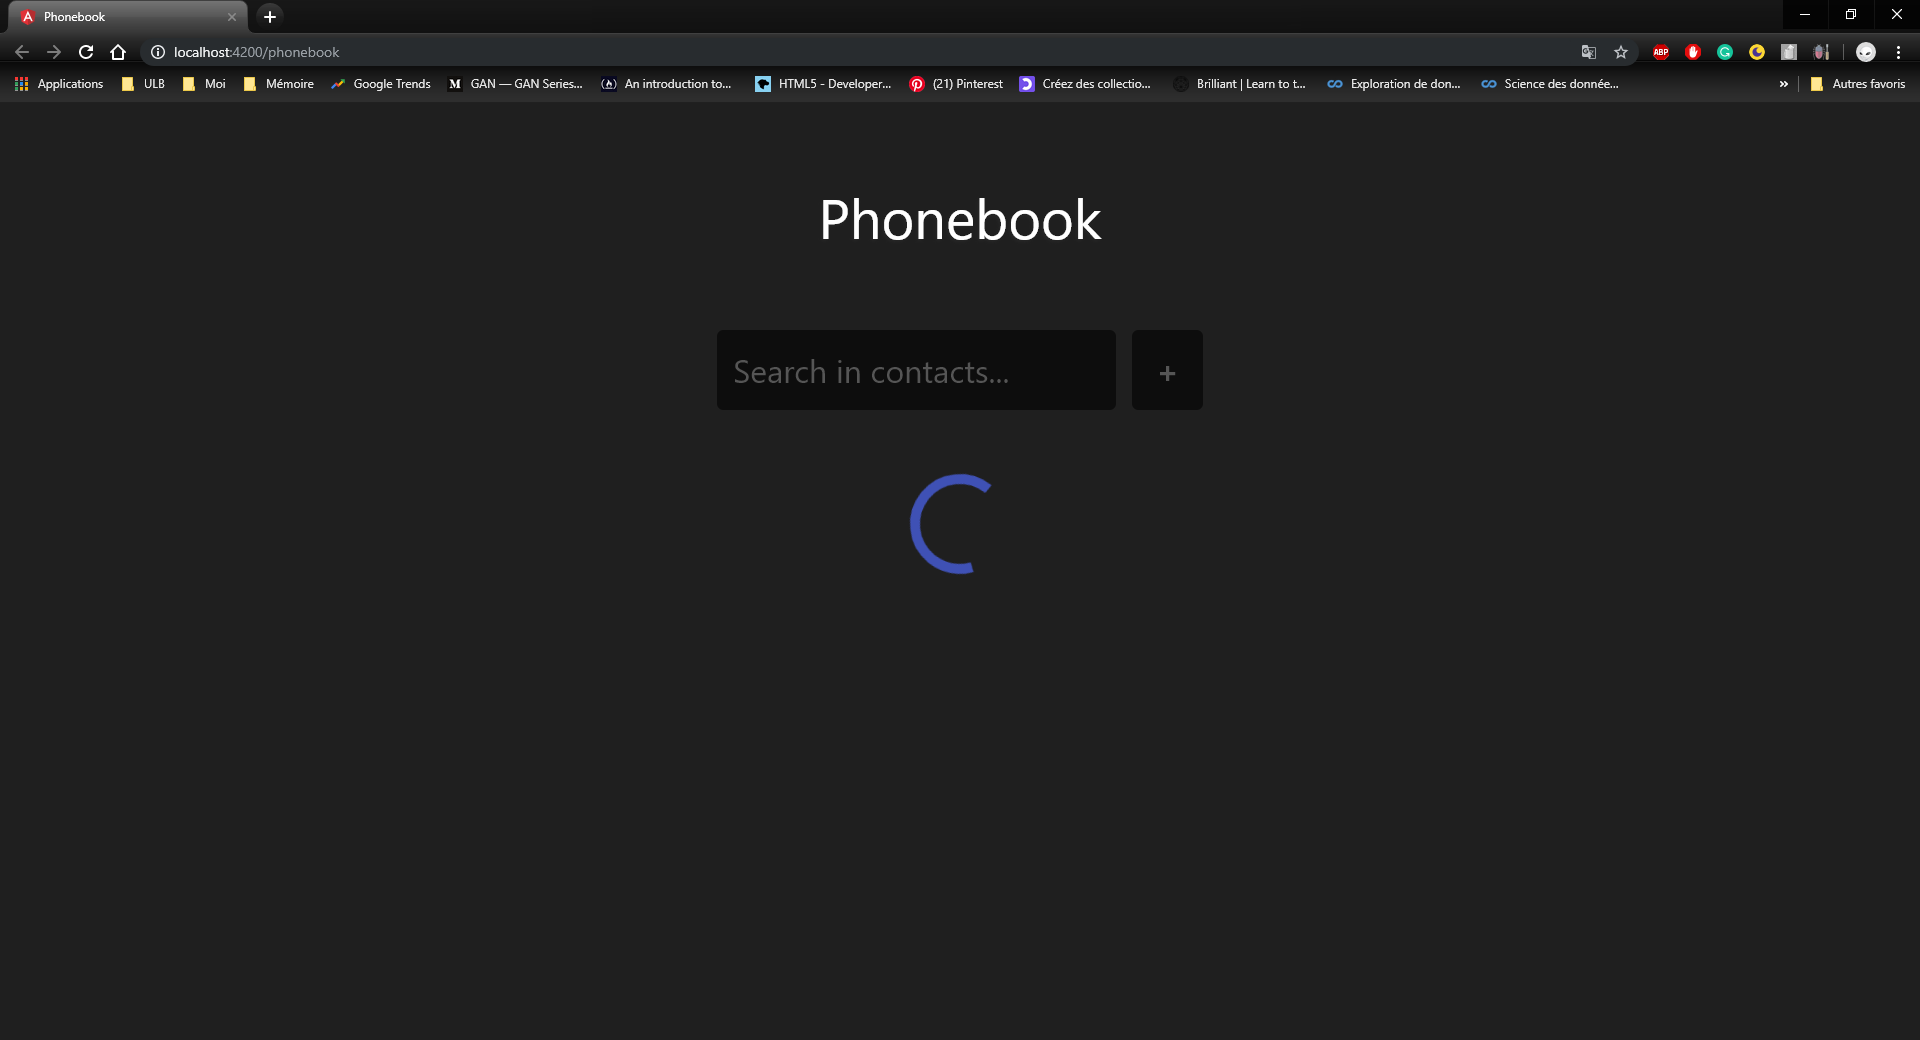 Phonebook
localhost:4200/phonebook
ABP
Applications ULB Moi Mémoire Google Trends M GAN — GAN Series... An introduction to... HTML5 - Developer... (21) Pinterest Créez des collectio... Brilliant | Learn to t... Exploration de don... Science des donnée... » Autres favoris
Phonebook
Search in contacts... +